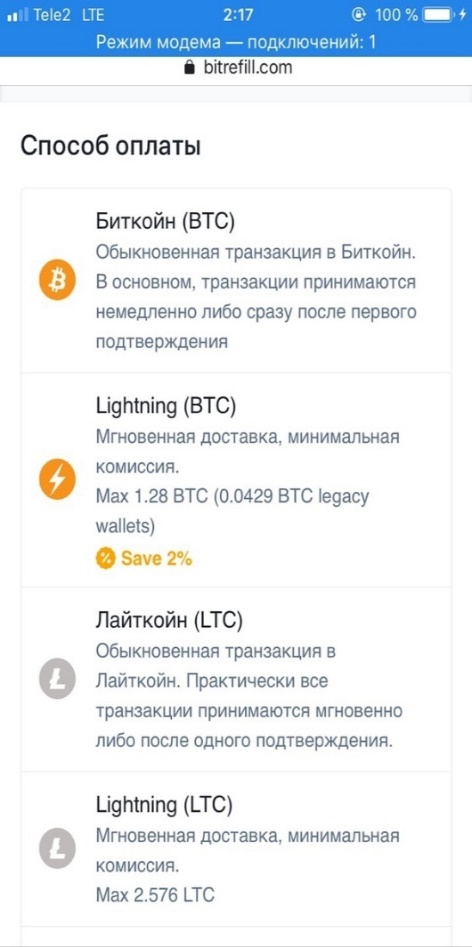 Tele2 LTE 2:17 100 %
Режим модема — подключений: 1
bitrefill.com
Способ оплаты
Биткойн (BTC)
Обыкновенная транзакция в Биткойн.
В основном, транзакции принимаются
немедленно либо сразу после первого
подтверждения
Lightning (BTC)
Мгновенная доставка, минимальная
комиссия.
Max 1.28 BTC (0.0429 BTC legacy
wallets)
Save 2%
Лайткойн (LTC)
Обыкновенная транзакция в
Лайткойн. Практически все
транзакции принимаются мгновенно
либо после одного подтверждения.
Lightning (LTC)
Мгновенная доставка, минимальная
комиссия.
Max 2.576 LTC